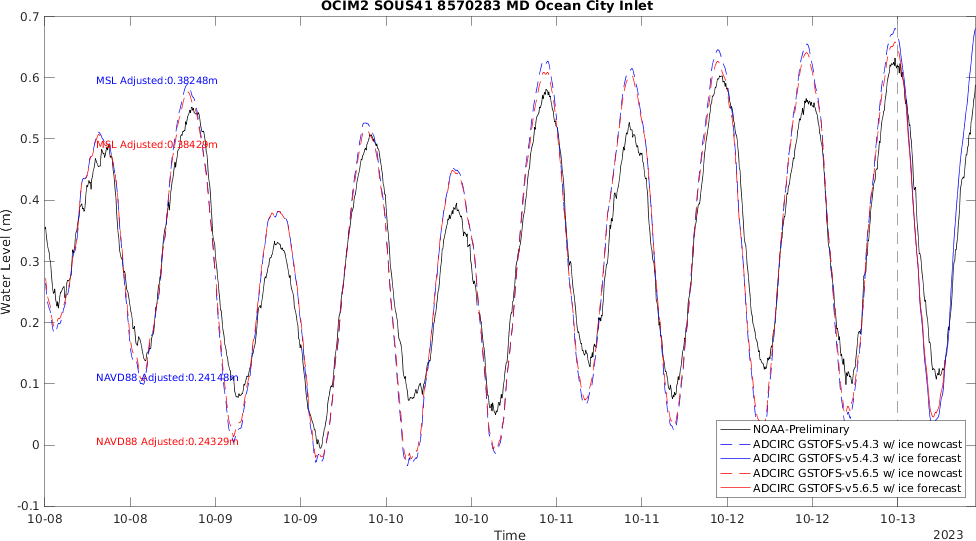 OCIM2 SOUS41 8570283 MD Ocean City Inlet
0.7
0.6
0.5
0.4
0.3
0.2
0.1
0
-0.1
Water Level (m)
MSL Adjusted:0.38248m
MSL Adjusted:0.38429m
NAVD88 Adjusted:0.24148m
NAVD88 Adjusted:0.24329m
NOAA-Preliminary
ADCIRC GSTOFS-v5.4.3 w/ ice nowcast
ADCIRC GSTOFS-v5.4.3 w/ ice forecast
ADCIRC GSTOFS-v5.6.5 w/ ice nowcast
ADCIRC GSTOFS-v5.6.5 w/ ice forecast
10-08 10-08 10-09 10-09 10-10 10-10 10-11 10-11 10-12 10-12 10-13
Time
2023